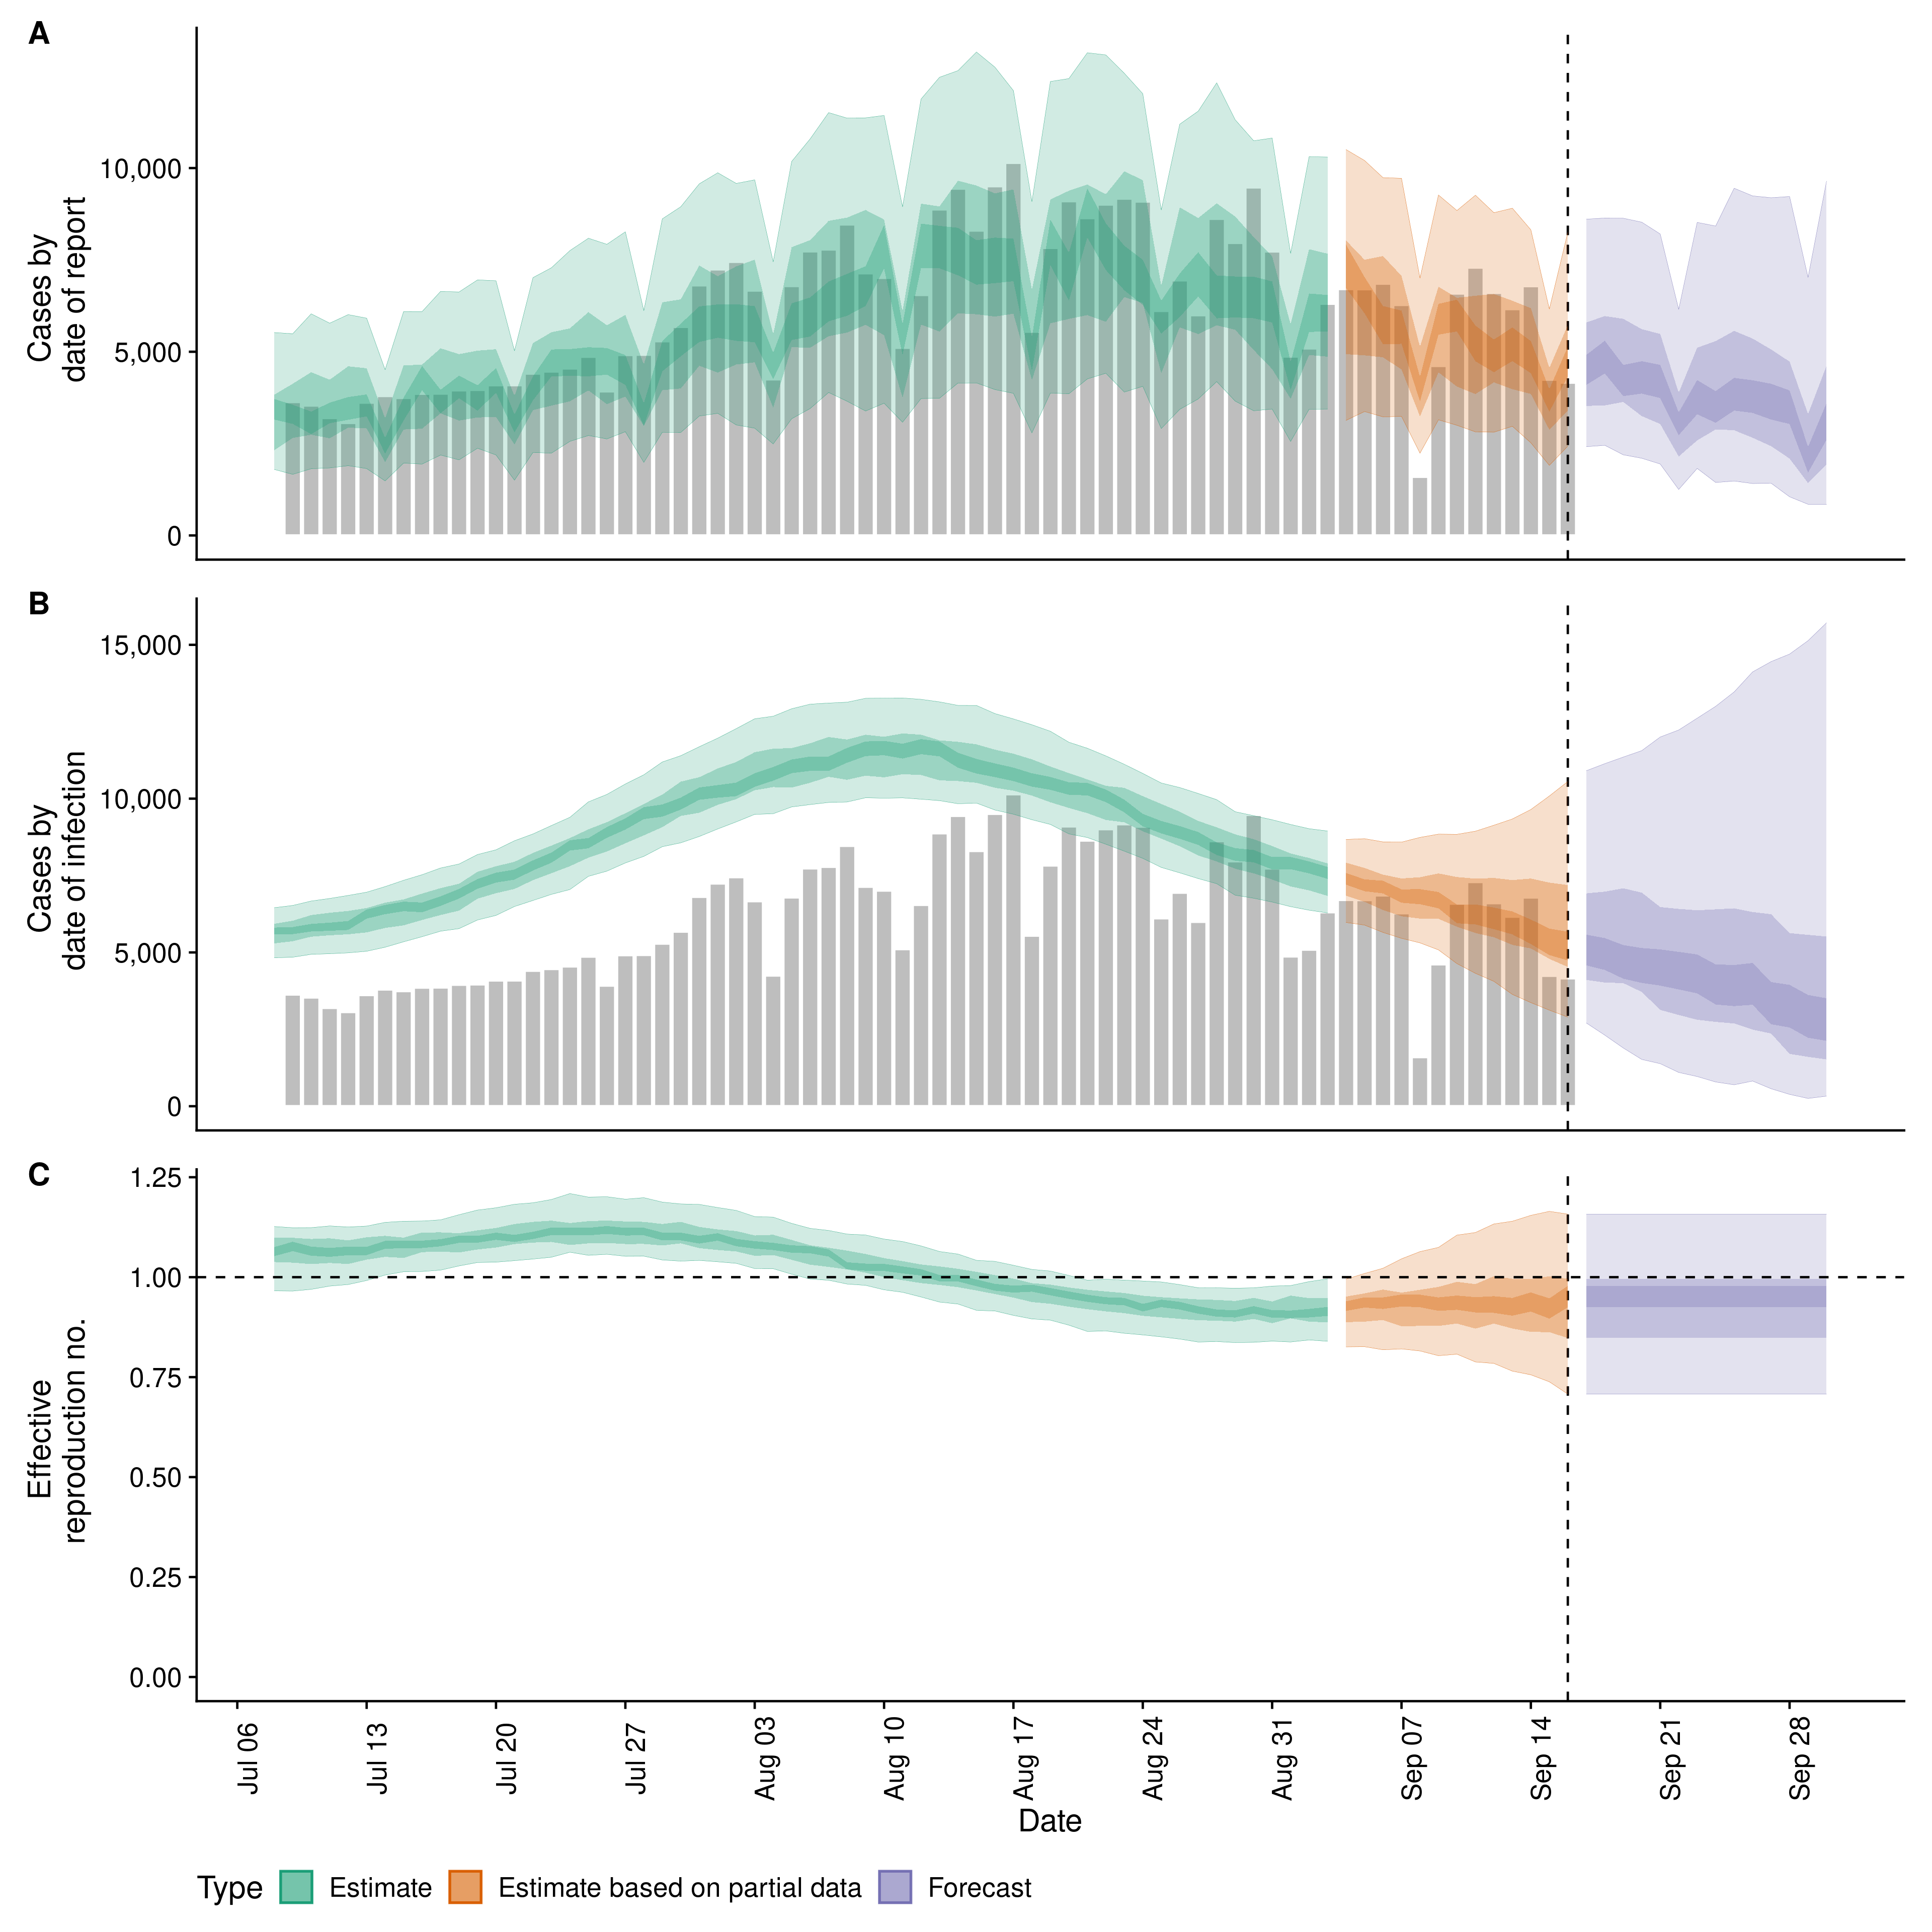 A
Cases by
date of report
10,000
5,000
0
B
Cases by
date of infection
15,000
10,000
5,000
0
C
Effective
reproduction no.
1.25
1.00
0.75
0.50
0.25
0.00
Jul 06
Jul 13
Jul 20
Jul 27
Aug 03
Aug 10
Aug 17
Aug 24
Aug 31
Sep 07
Sep 14
Sep 21
Sep 28
Date
Type Estimate Estimate based on partial data Forecast